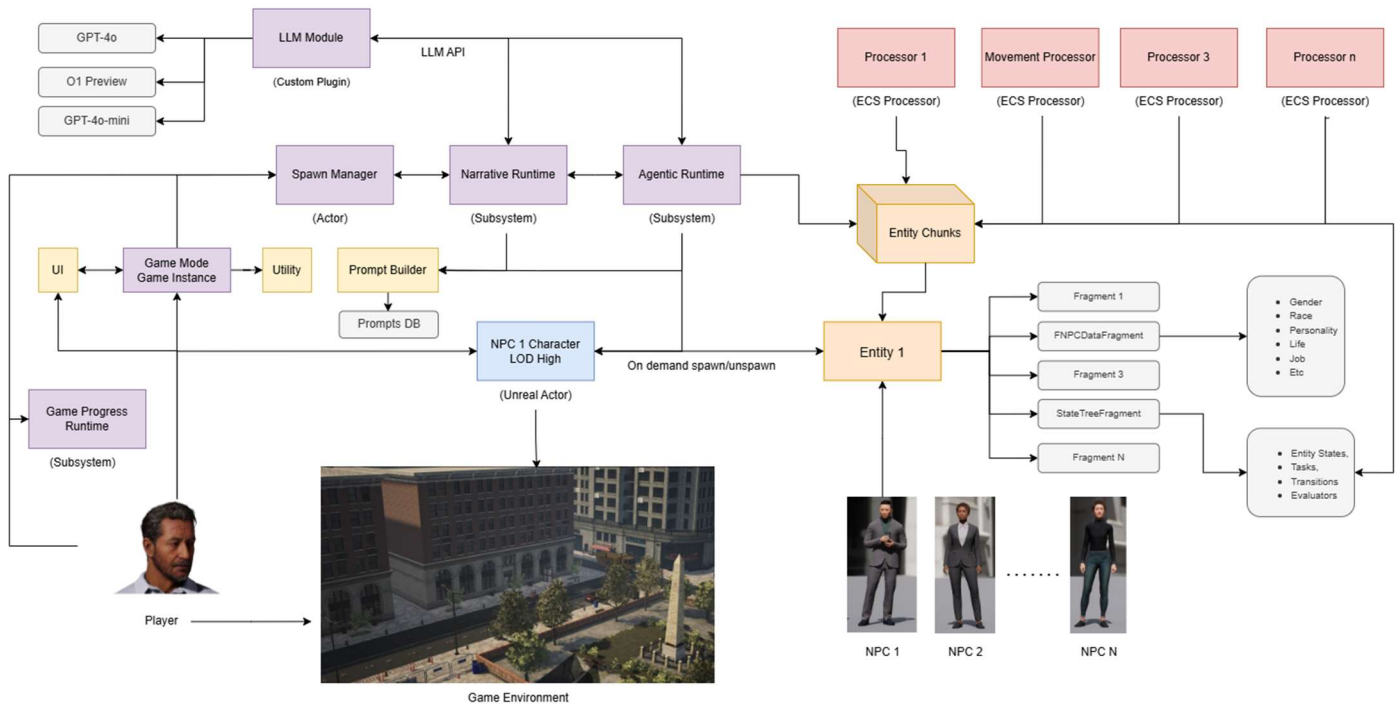 GPT-4o
O1 Preview
GPT-4o-mini
LLM Module
(Custom Plugin)
LLM API
Processor 1
(ECS Processor)
Movement Processor
(ECS Processor)
Processor 3
(ECS Processor)
Processor n
(ECS Processor)
Spawn Manager
(Actor)
Narrative Runtime
(Subsystem)
Agentic Runtime
(Subsystem)
Entity Chunks
UI
Game Mode
Game Instance
Utility
Prompt Builder
Prompts DB
NPC 1 Character
LOD High
(Unreal Actor)
On demand spawn/unspawn
Entity 1
Fragment 1
FNPCDataFragment
Fragment 3
StateTreeFragment
Fragment N
Gender
Race
Personality
Life
Job
Etc
Entity States,
Tasks,
Transitions
Evaluators
Game Progress
Runtime
(Subsystem)
Player
Game Environment
NPC 1
NPC 2
NPC N